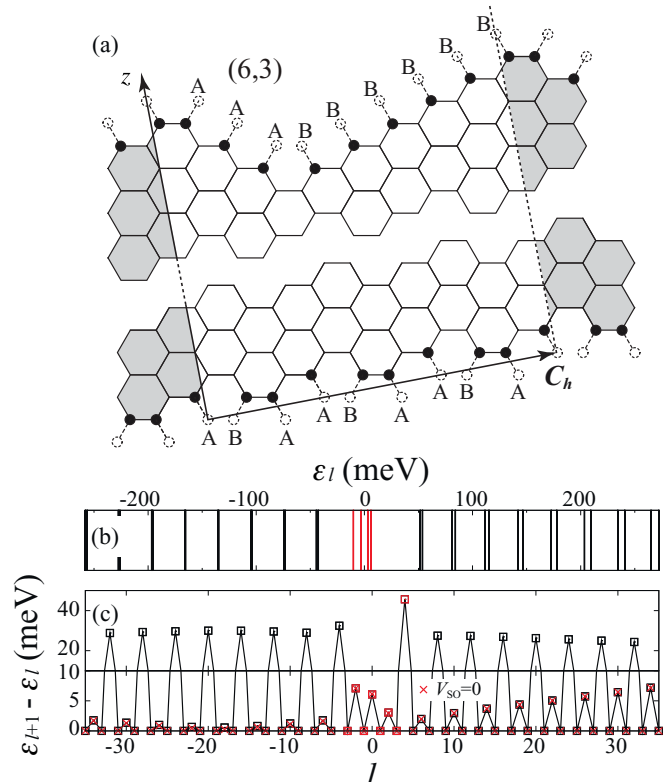 (a)
B
(6,3)
B
z
B
A
B
A
B
A
B
C_h
A
B
A
A
B
A
A
B
A
ε_l (meV)
-200 -100 0 100 200
(b)
(c)
ε_{l+1} - ε_l (meV)
40
20
10
5
0
× V_SO=0
-30 -20 -10 0 10 20 30
l